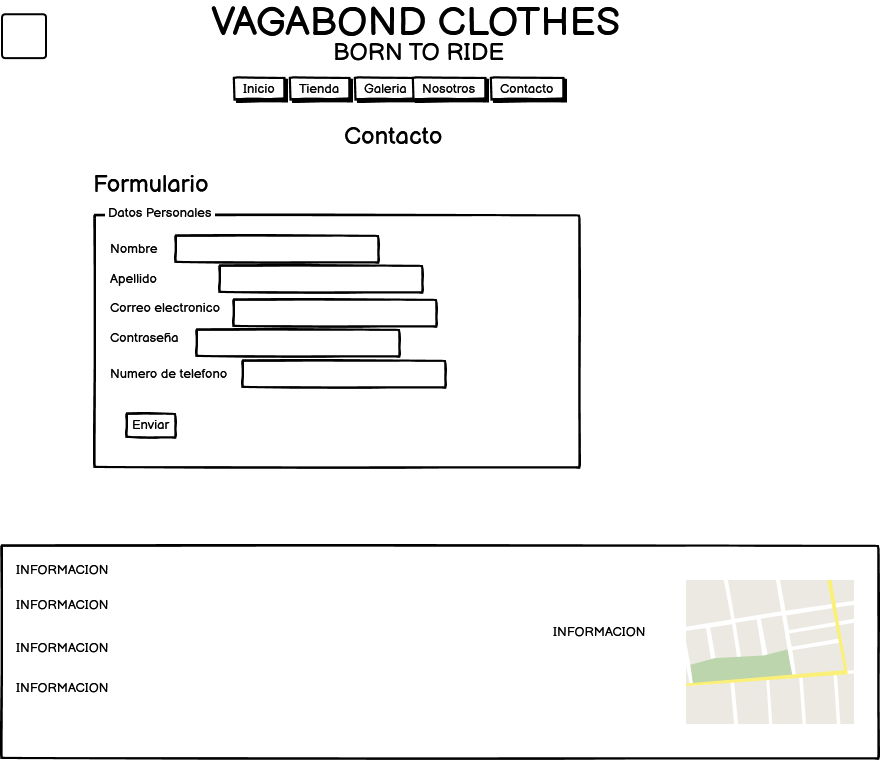 VAGABOND CLOTHES
BORN TO RIDE
Inicio Tienda Galeria Nosotros Contacto
Contacto
Formulario
Datos Personales
Nombre
Apellido
Correo electronico
Contraseña
Numero de telefono
Enviar
INFORMACION
INFORMACION
INFORMACION
INFORMACION
INFORMACION